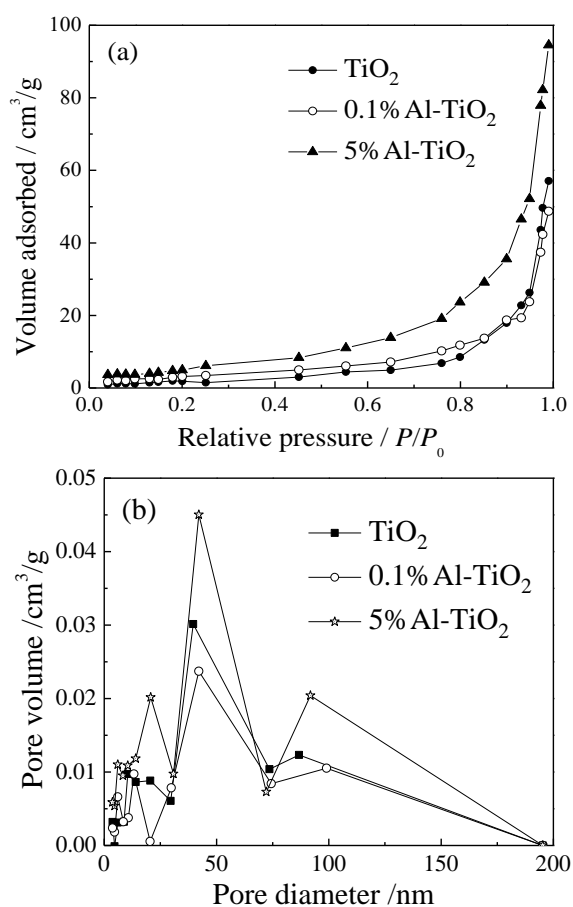 (a)
TiO₂
0.1% Al-TiO₂
5% Al-TiO₂
Volume adsorbed / cm³/g
100
80
60
40
20
0
0.0 0.2 0.4 0.6 0.8 1.0
Relative pressure / P/P₀
(b)
TiO₂
0.1% Al-TiO₂
5% Al-TiO₂
Pore volume /cm³/g
0.05
0.04
0.03
0.02
0.01
0.00
0 50 100 150 200
Pore diameter /nm